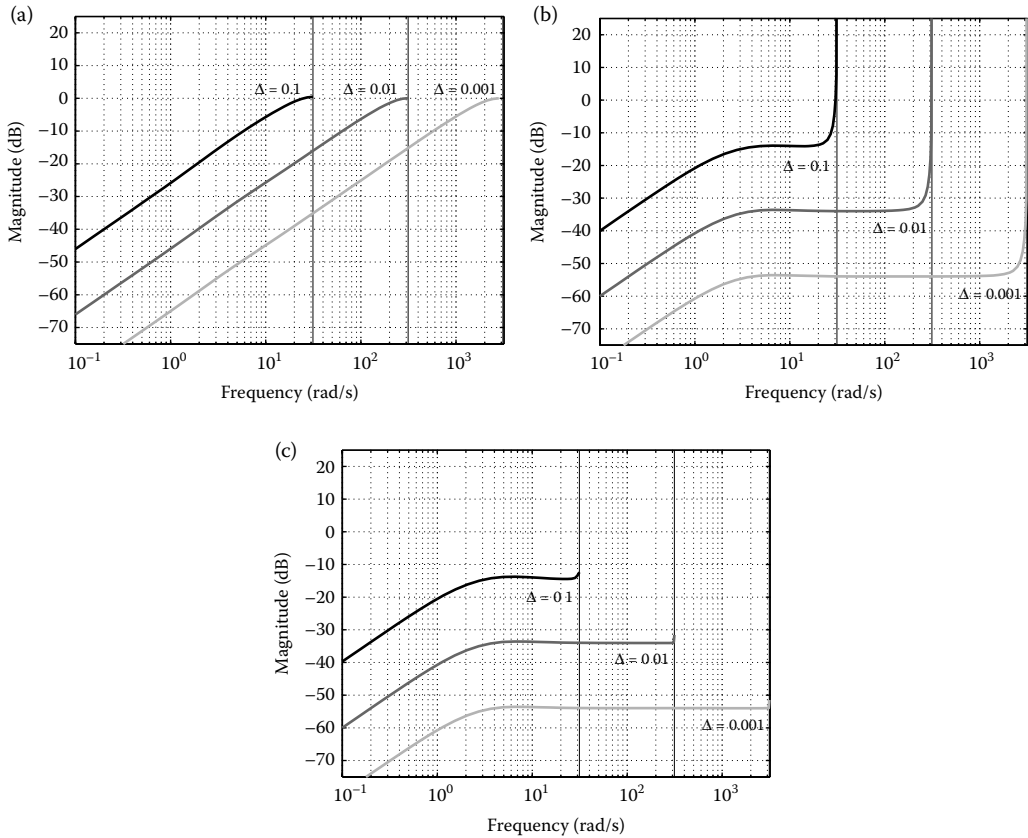 (a)
20
10
0
−10
−20
−30
−40
−50
−60
−70
Magnitude (dB)
Δ = 0.1
Δ = 0.01
Δ = 0.001
10−1
100
101
102
103
Frequency (rad/s)
(b)
20
10
0
−10
−20
−30
−40
−50
−60
−70
Magnitude (dB)
Δ = 0.1
Δ = 0 01
Δ = 0.001
10−1
100
101
102
103
Frequency (rad/s)
(c)
20
10
0
−10
−20
−30
−40
−50
−60
−70
Magnitude (dB)
Δ = 0 1
Δ = 0 01
Δ = 0.001
10−1
100
101
102
103
Frequency (rad/s)